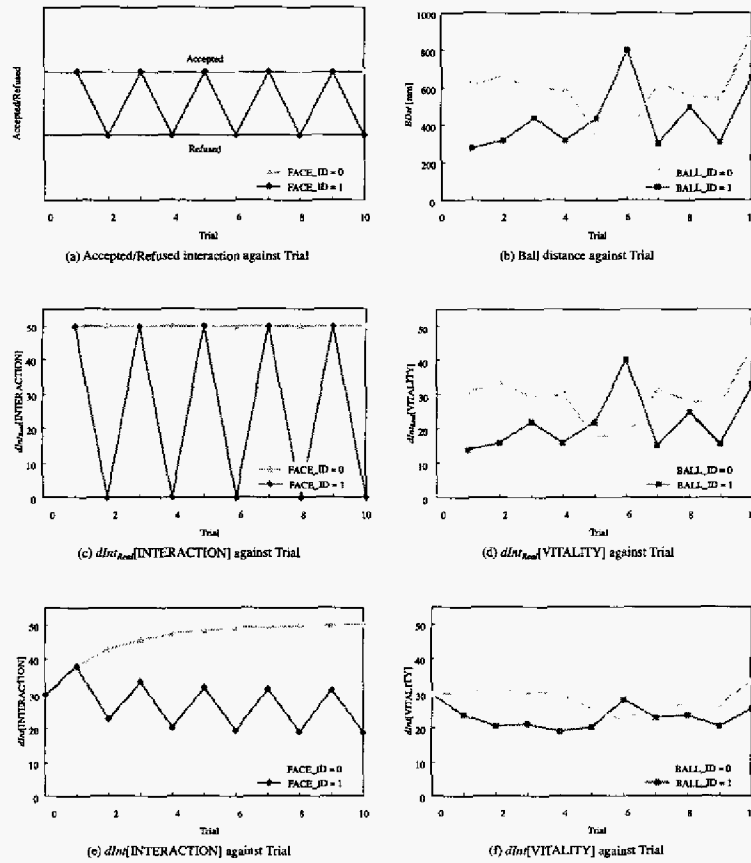 Accepted/Refused
Accepted
Refused
FACE_ID = 0
FACE_ID = 1
0 2 4 6 8 10
Trial
(a) Accepted/Refused interaction against Trial
1000
800
600
400
200
0
[mm]
BALL_ID = 0
BALL_ID = 1
0 2 4 6 8 10
Trial
(b) Ball distance against Trial
50
40
30
20
10
0
dInt_Real[INTERACTION]
FACE_ID = 0
FACE_ID = 1
0 2 4 6 8 10
Trial
(c) dInt_Real[INTERACTION] against Trial
50
40
30
20
10
0
dInt_Real[VITALITY]
BALL_ID = 0
BALL_ID = 1
0 2 4 6 8 1
Trial
(d) dInt_Real[VITALITY] against Trial
50
40
30
20
10
0
dInt[INTERACTION]
FACE_ID = 0
FACE_ID = 1
0 2 4 6 8 10
Trial
(e) dInt[INTERACTION] against Trial
50
40
30
20
10
0
dInt[VITALITY]
BALL_ID = 0
BALL_ID = 1
0 2 4 6 8 1
Trial
(f) dInt[VITALITY] against Trial